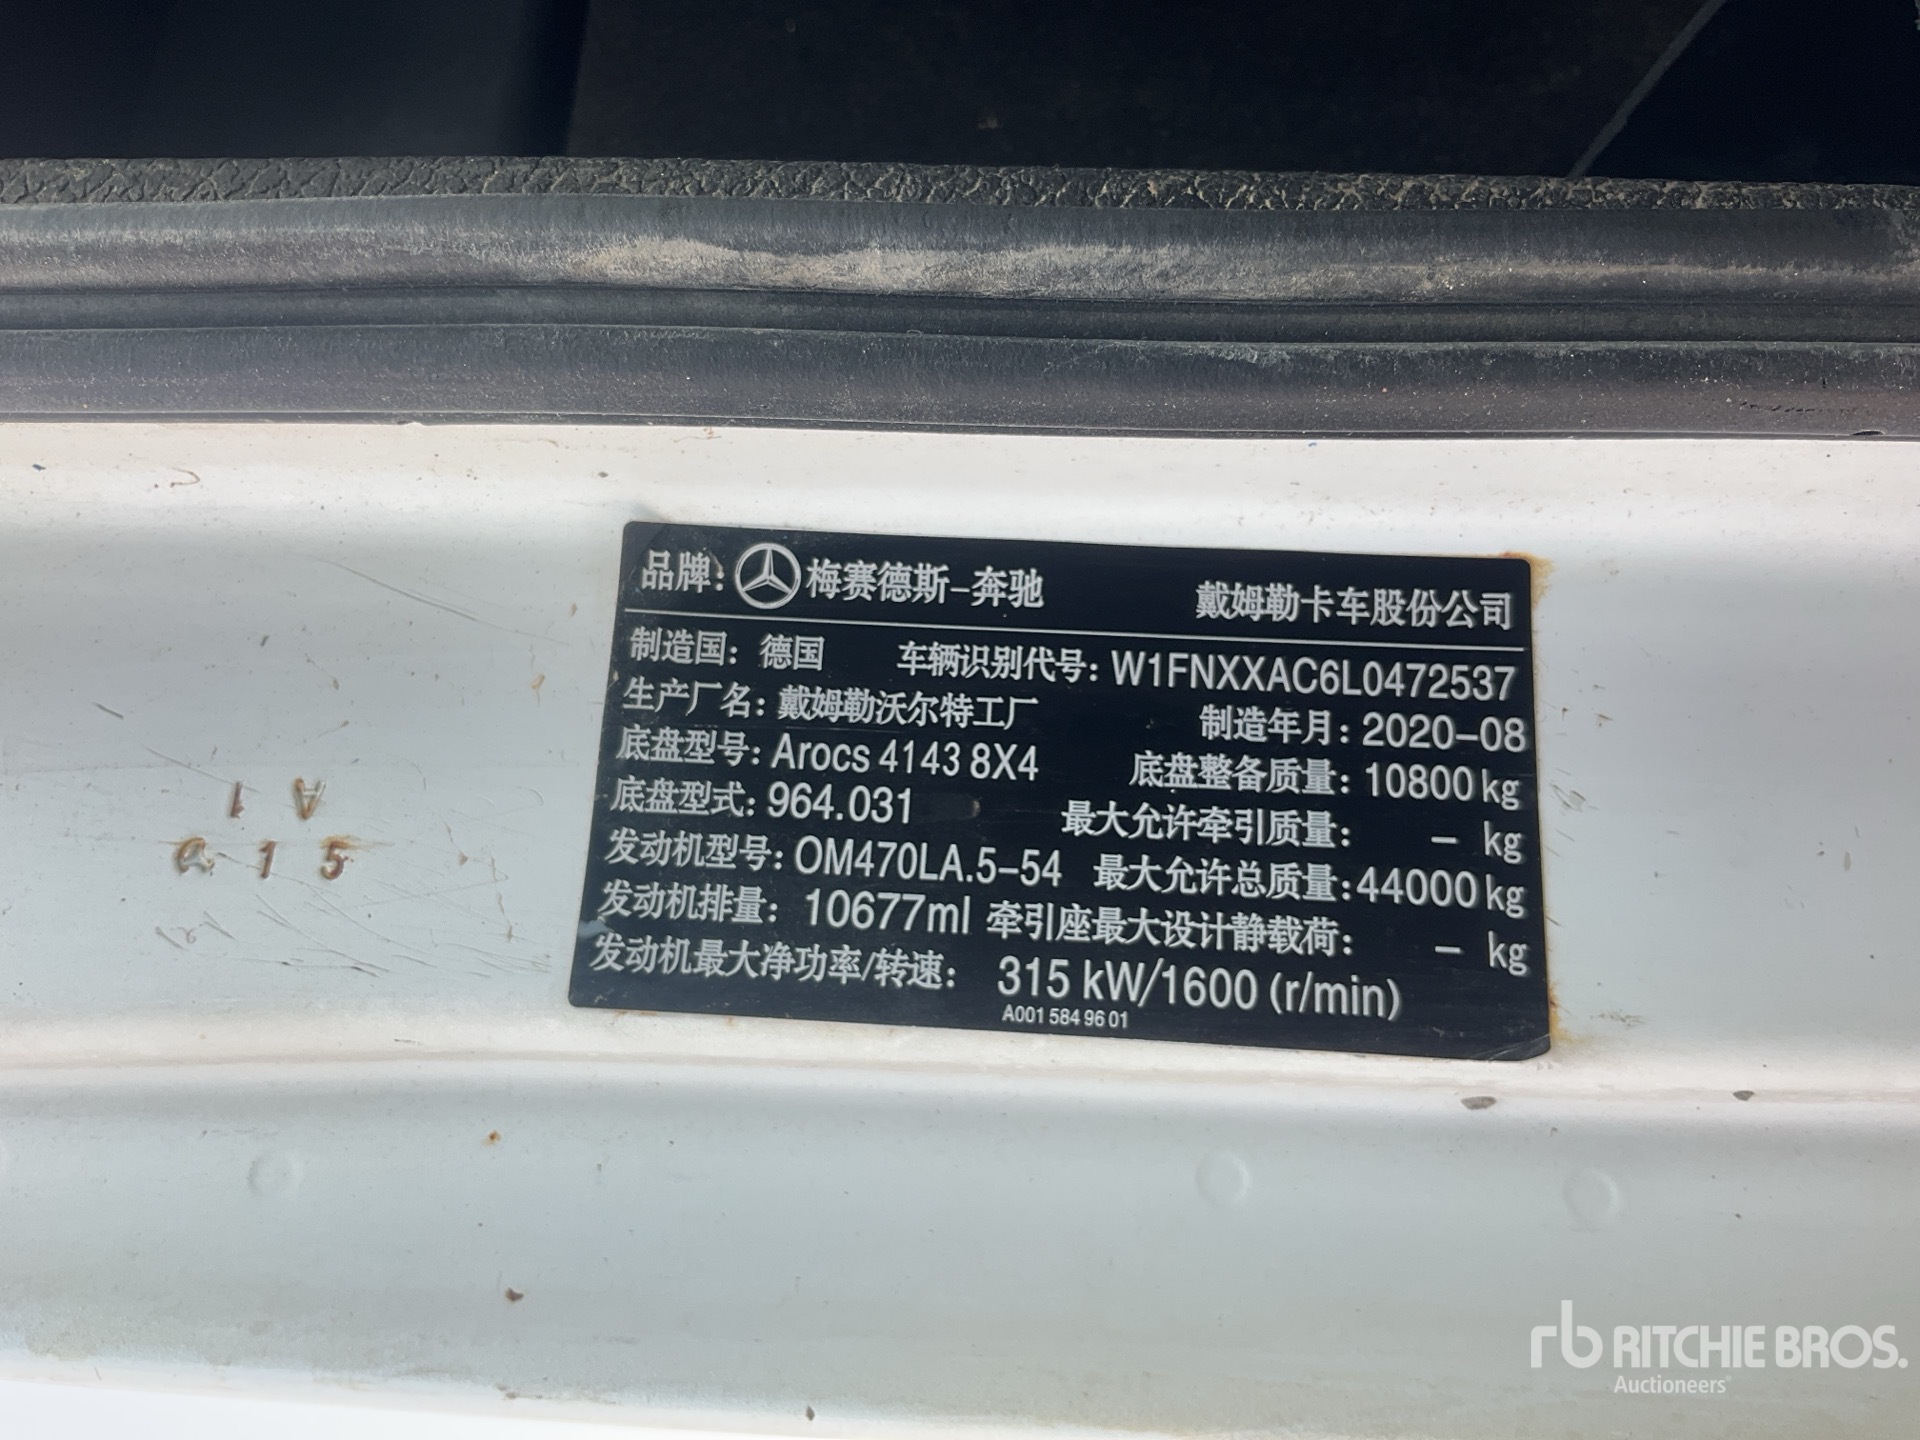 品牌: 梅赛德斯-奔驰 戴姆勒卡车股份公司
制造国: 德国 车辆识别代号: W1FNXXAC6L0472537
生产厂名: 戴姆勒沃尔特工厂 制造年月: 2020-08
底盘型号: Arocs 4143 8X4 底盘整备质量: 10800 kg
底盘型式: 964.031 最大允许牵引质量: - kg
发动机型号: OM470LA.5-54 最大允许总质量: 44000 kg
发动机排量: 10677ml 牵引座最大设计静载荷: - kg
发动机最大净功率/转速: 315 kW/1600 (r/min)
A001 584 96 01
1 A
1 5
rb RITCHIE BROS.
Auctioneers